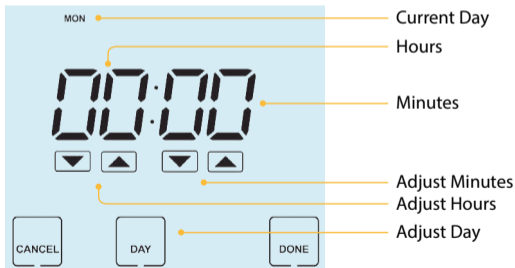 MON
Current Day
Hours
00:00
Minutes
Adjust Minutes
Adjust Hours
Adjust Day
CANCEL
DAY
DONE